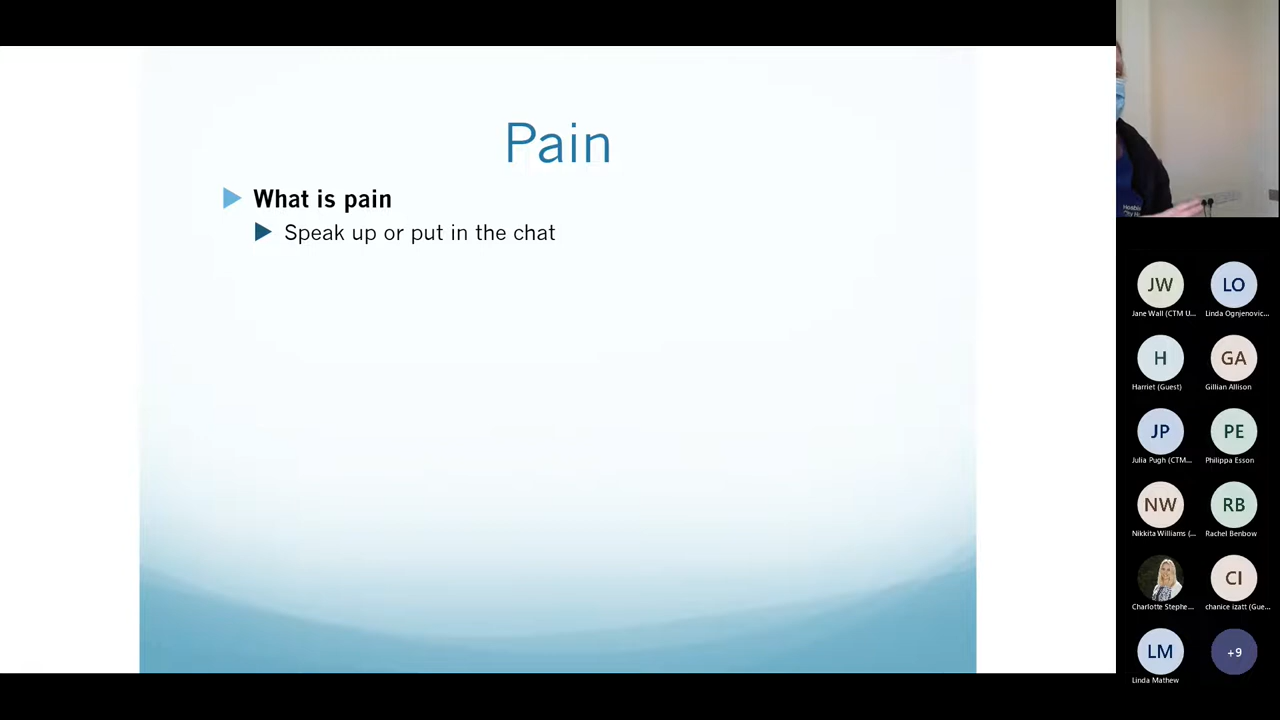 Pain
What is pain
Speak up or put in the chat
JW
LO
Jane Wall (CTM U...
Linda Ognjenovic...
H
GA
Harriet (Guest)
Gillian Allison
JP
PE
Julia Pugh (CTM...
Philippa Esson
NW
RB
Nikkita Williams (...
Rachel Benbow
CI
Charlotte Stephe...
chanice izatt (Gue...
LM
+9
Linda Mathew